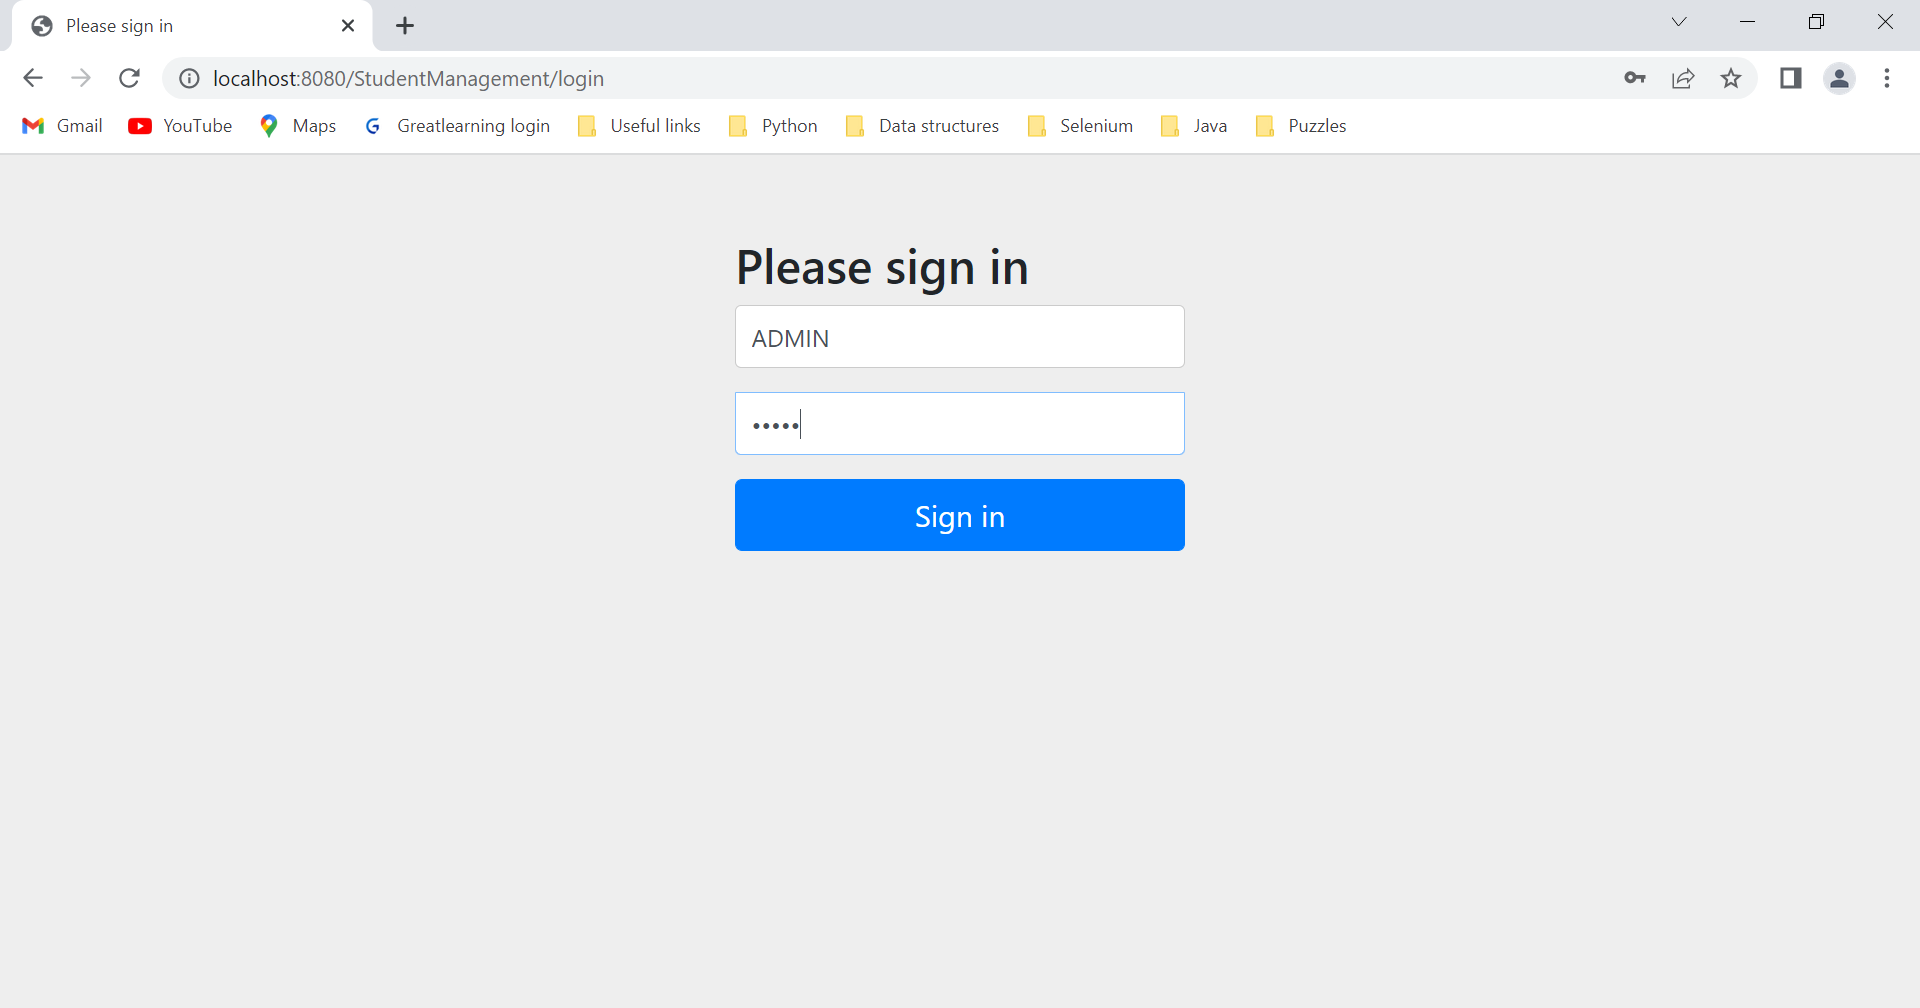 Please sign in
localhost:8080/StudentManagement/login
Gmail YouTube Maps Greatlearning login Useful links Python Data structures Selenium Java Puzzles
Please sign in
ADMIN
•••••
Sign in